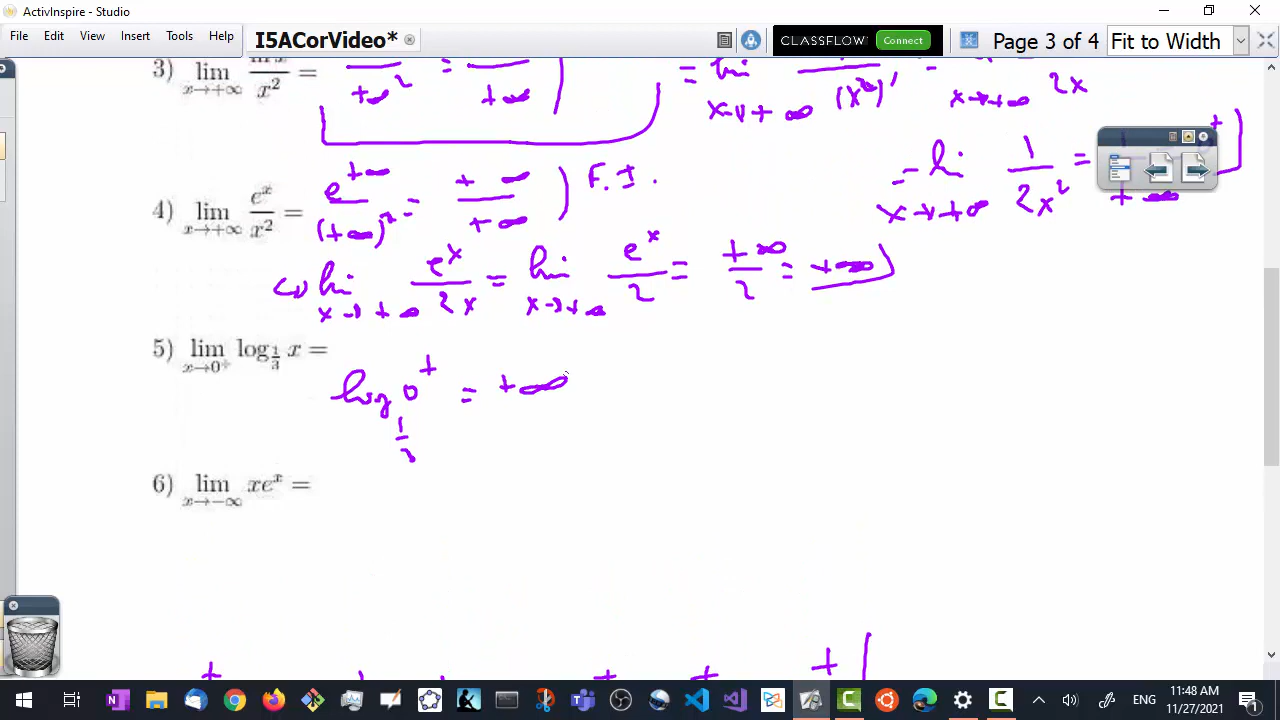 ActivInspire - Studio
File Edit View Insert Tools Help I5ACorVideo* CLASSFLOW Connect Page 3 of 4 Fit to Width
3) lim x→+∞ ln x / x² = +∞² = +∞ ) = lim x→+∞ (x²)' = x→+∞ 2x
= lim x→+∞ 1 / 2x² = +∞
4) lim x→+∞ eˣ / x² = e^+∞ / (+∞)² = +∞ / +∞ ) F.I.
lim x→+∞ eˣ / 2x = lim x→+∞ eˣ / 2 = +∞ / 2 = +∞
5) lim x→0⁺ log_{1/3} x =
log_{1/3} 0⁺ = +∞
6) lim x→−∞ xeˣ =
ENG 11:48 AM 11/27/2021